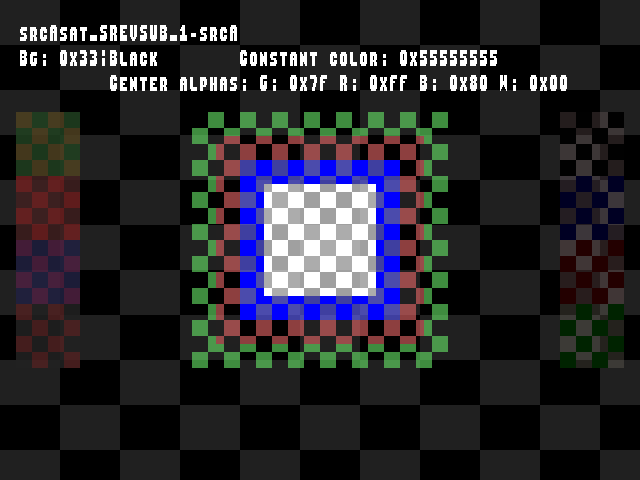 srcAsat_SREVSUB_1-srcA
Bg: 0x33¦Black Constant color: 0x55555555
Center alphas: G: 0x7f R: 0xff B: 0x80 W: 0x00